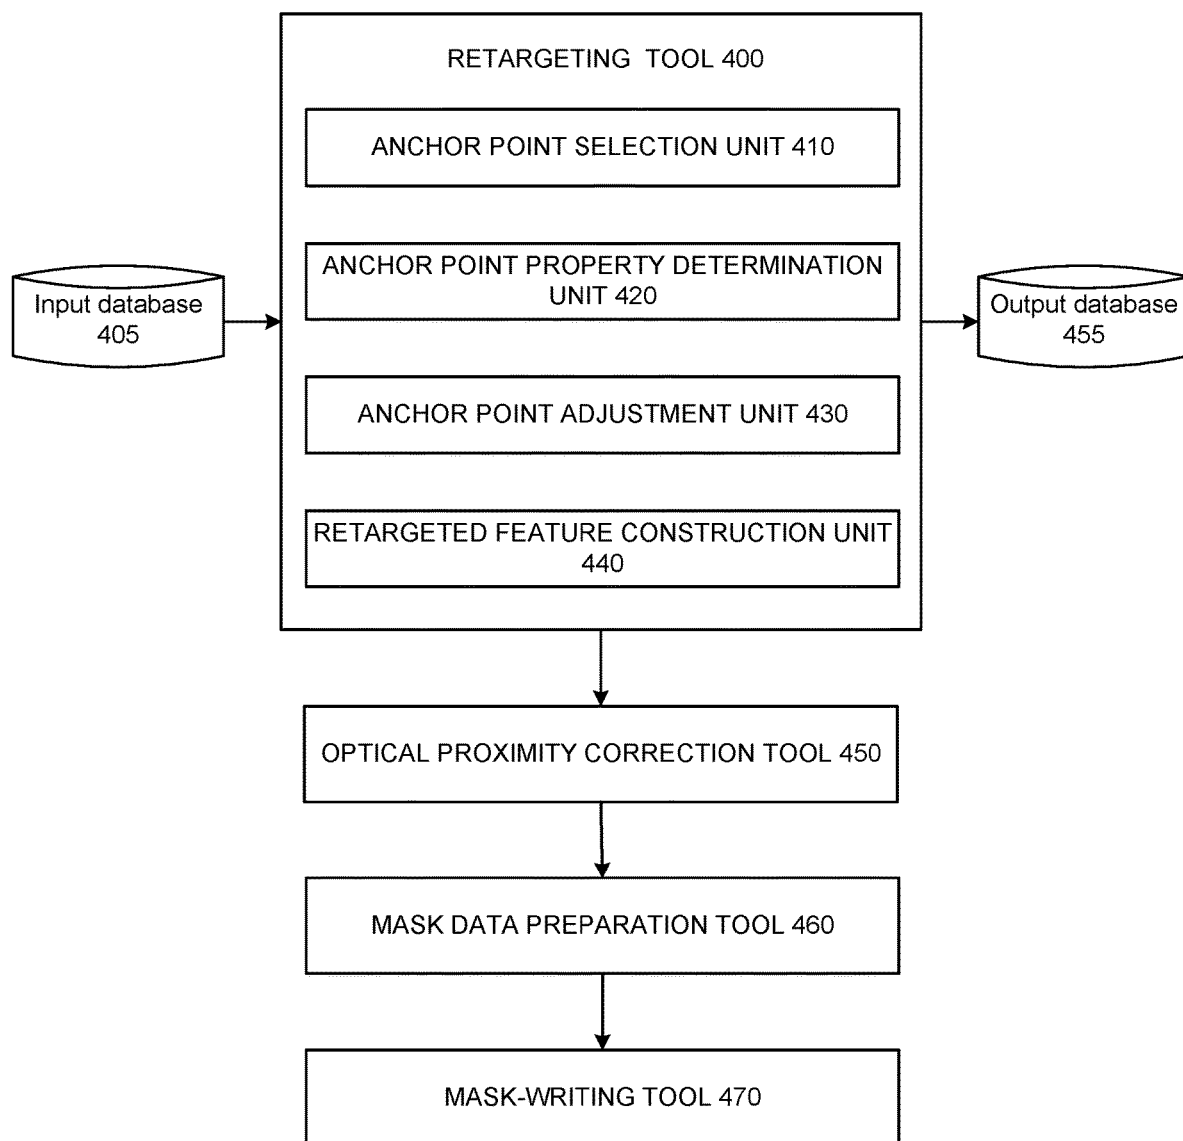 RETARGETING TOOL 400
ANCHOR POINT SELECTION UNIT 410
ANCHOR POINT PROPERTY DETERMINATION
UNIT 420
Input database
405
Output database
455
ANCHOR POINT ADJUSTMENT UNIT 430
RETARGETED FEATURE CONSTRUCTION UNIT
440
OPTICAL PROXIMITY CORRECTION TOOL 450
MASK DATA PREPARATION TOOL 460
MASK-WRITING TOOL 470